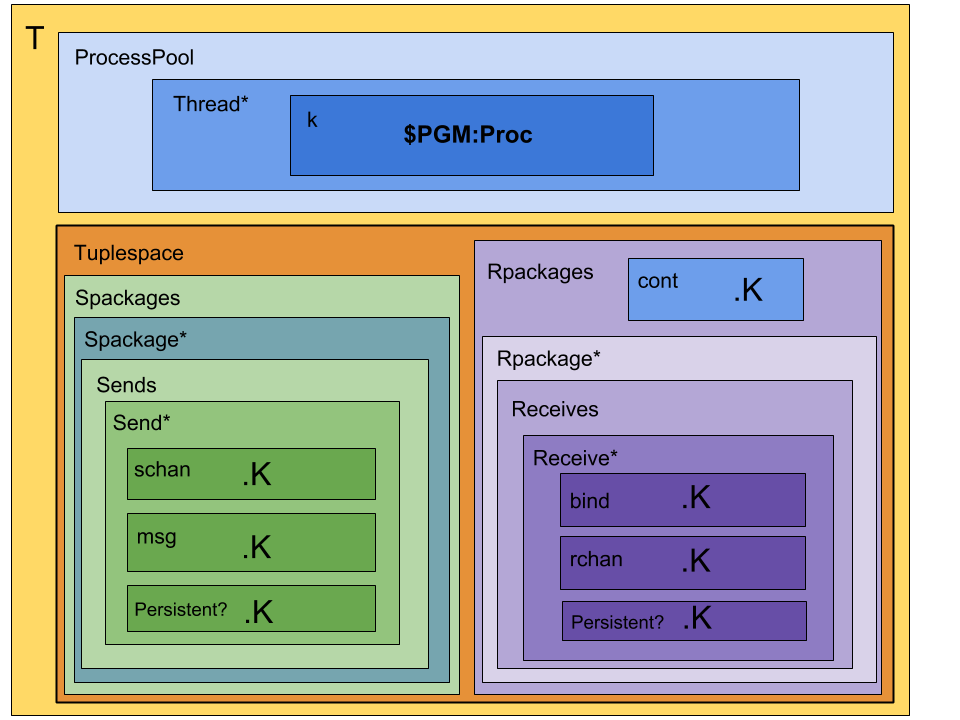 T
ProcessPool
Thread*
k
$PGM:Proc
Tuplespace
Spackages
Spackage*
Sends
Send*
schan .K
msg .K
Persistent? .K
Rpackages
cont .K
Rpackage*
Receives
Receive*
bind .K
rchan .K
Persistent? .K